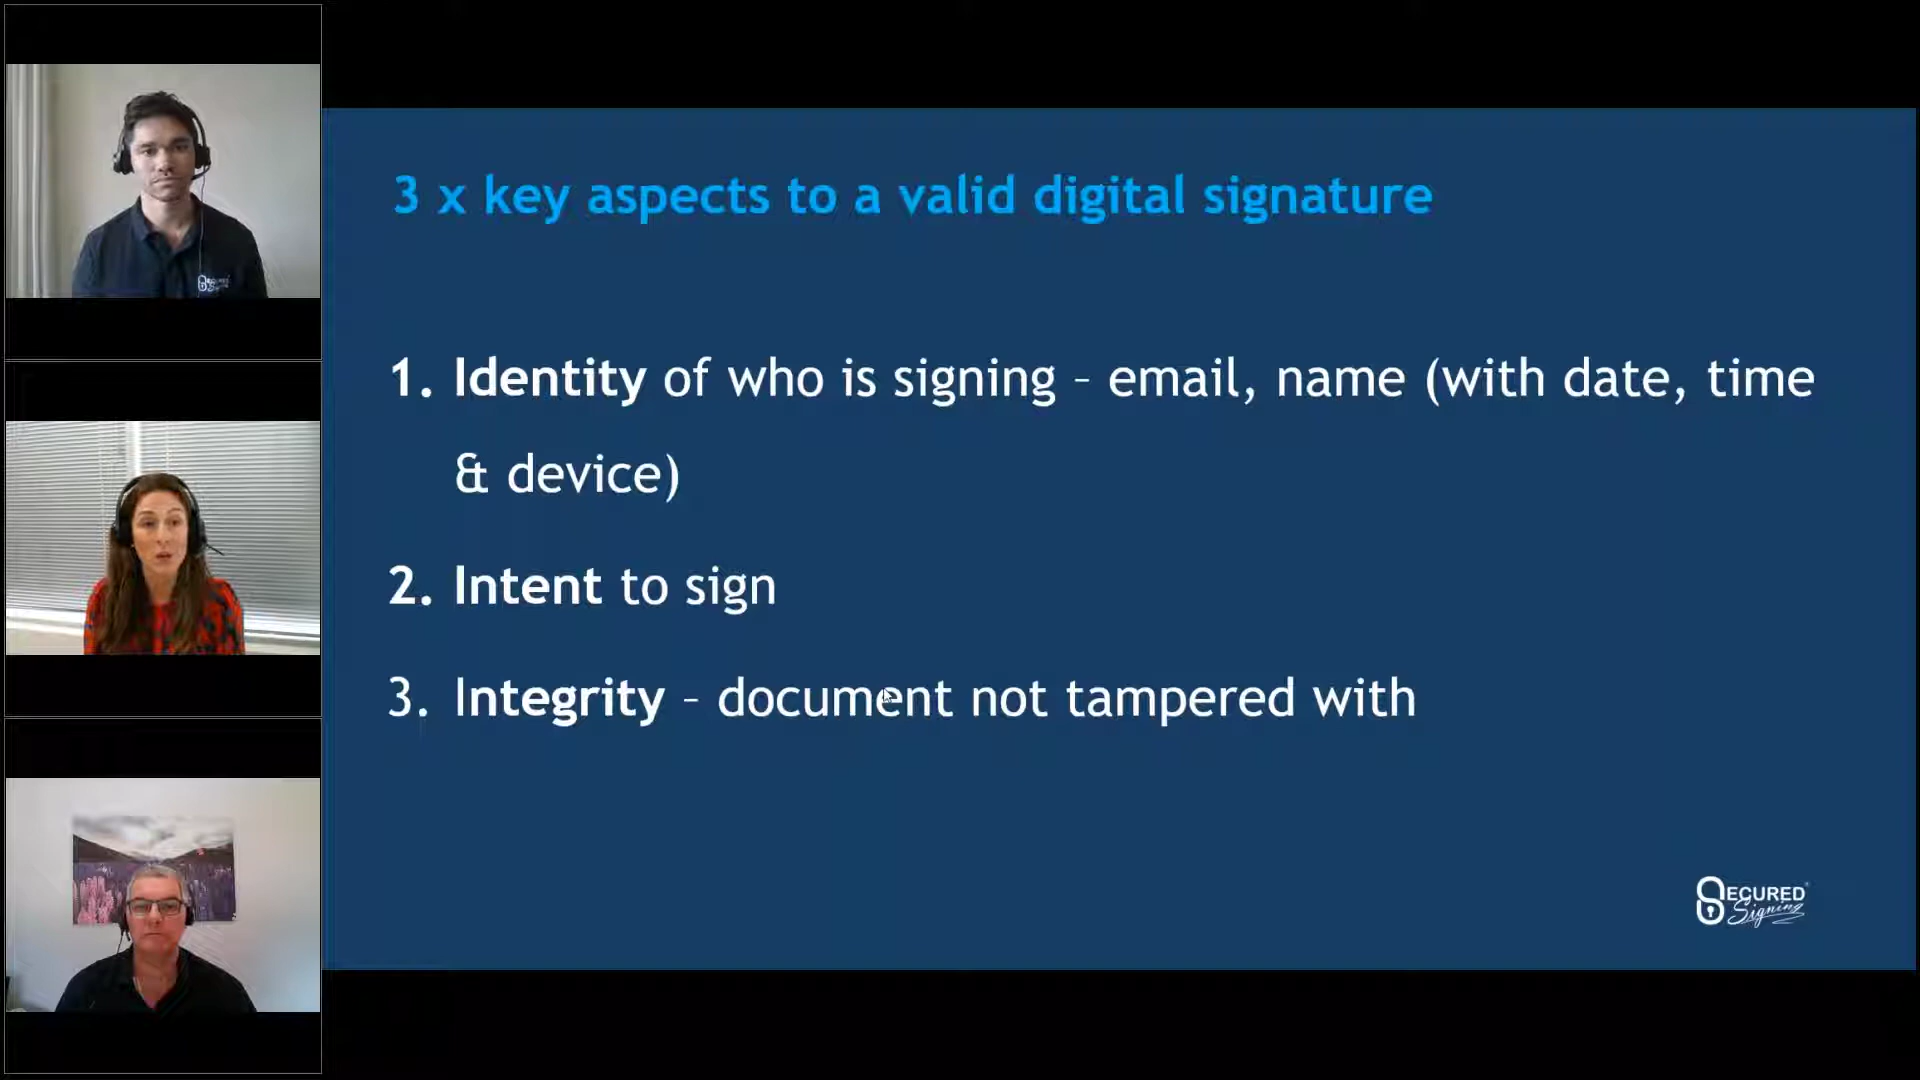 3 x key aspects to a valid digital signature
1. Identity of who is signing – email, name (with date, time
& device)
2. Intent to sign
3. Integrity – document not tampered with
SECURED
Signing
SECURED